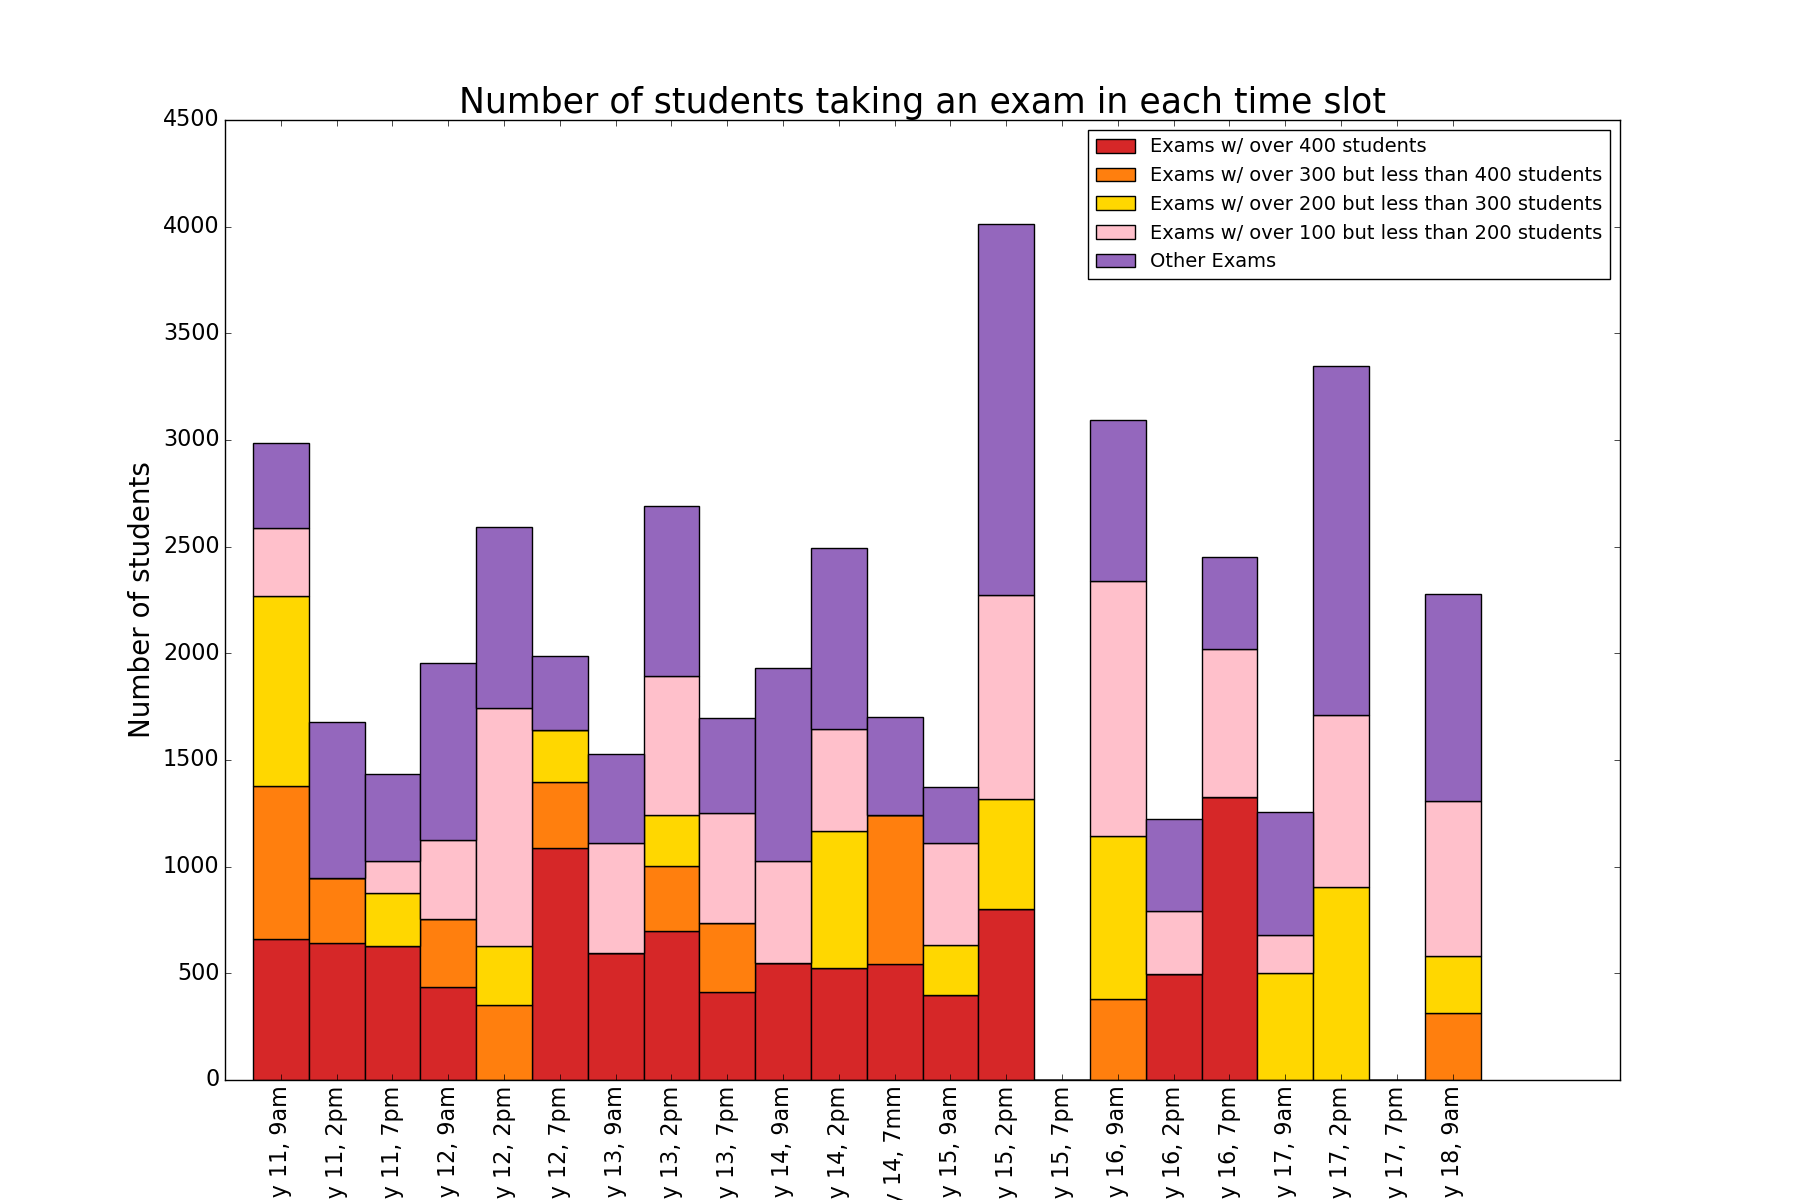 Number of students taking an exam in each time slot
Number of students
4500
4000
3500
3000
2500
2000
1500
1000
500
0
Exams w/ over 400 students
Exams w/ over 300 but less than 400 students
Exams w/ over 200 but less than 300 students
Exams w/ over 100 but less than 200 students
Other Exams
y 11, 9am
y 11, 2pm
y 11, 7pm
y 12, 9am
y 12, 2pm
y 12, 7pm
y 13, 9am
y 13, 2pm
y 13, 7pm
y 14, 9am
y 14, 2pm
y 14, 7mm
y 15, 9am
y 15, 2pm
y 15, 7pm
y 16, 9am
y 16, 2pm
y 16, 7pm
y 17, 9am
y 17, 2pm
y 17, 7pm
y 18, 9am